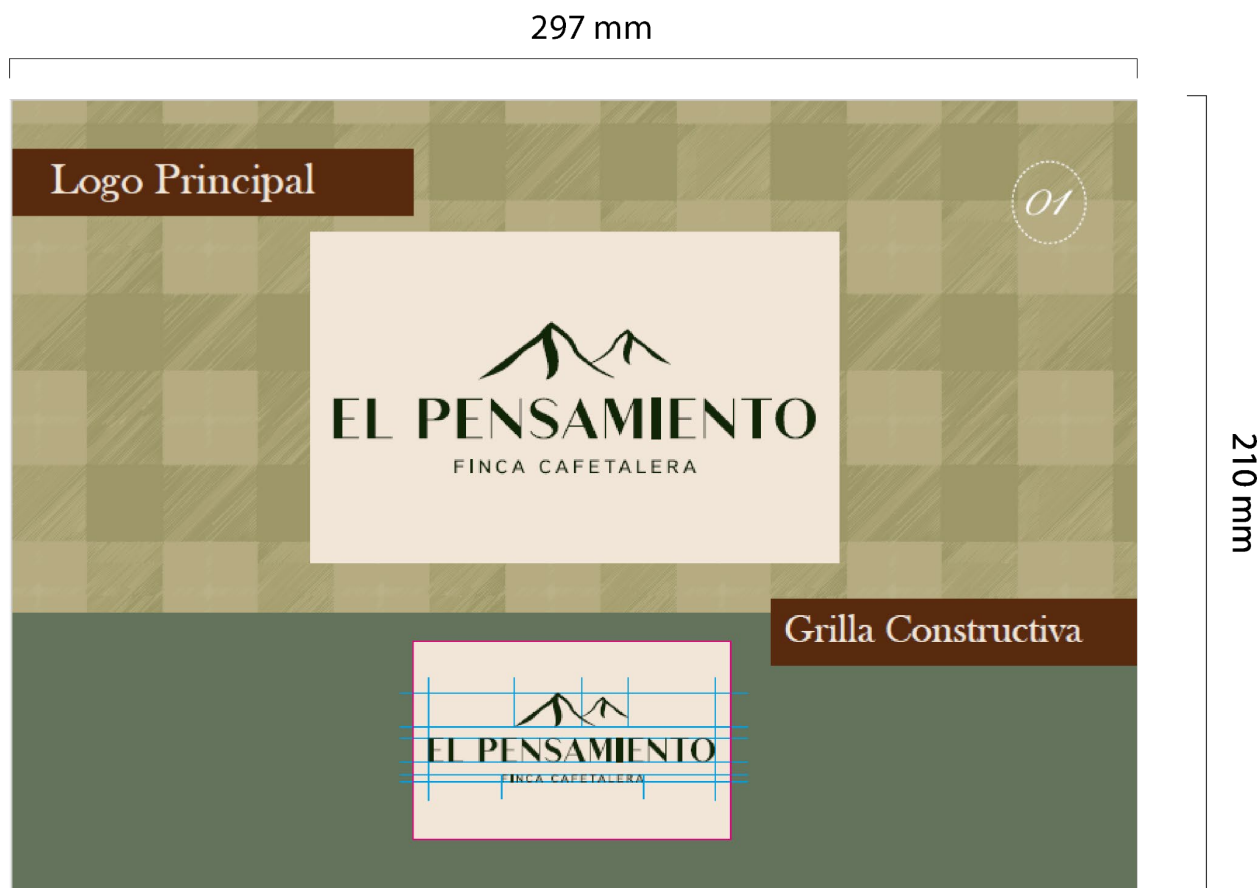 297 mm
Logo Principal
01
EL PENSAMIENTO
FINCA CAFETALERA
210 mm
Grilla Constructiva
EL PENSAMIENTO
FINCA CAFETALERA